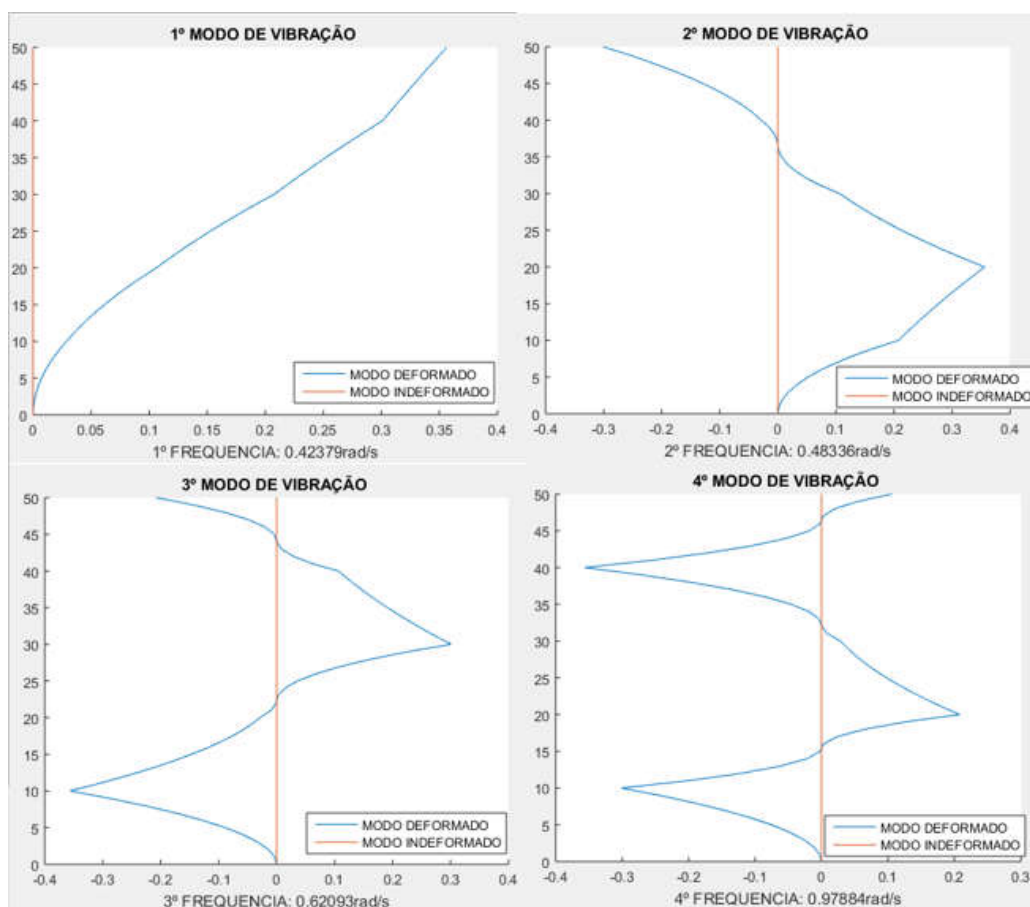 1º MODO DE VIBRAÇÃO
50
45
40
35
30
25
20
15
10
5
0
MODO DEFORMADO
MODO INDEFORMADO
0 0.05 0.1 0.15 0.2 0.25 0.3 0.35 0.4
1º FREQUENCIA: 0.42379rad/s
2º MODO DE VIBRAÇÃO
50
45
40
35
30
25
20
15
10
5
0
MODO DEFORMADO
MODO INDEFORMADO
-0.4 -0.3 -0.2 -0.1 0 0.1 0.2 0.3 0.4
2º FREQUENCIA: 0.48336rad/s
3º MODO DE VIBRAÇÃO
50
45
40
35
30
25
20
15
10
5
0
MODO DEFORMADO
MODO INDEFORMADO
-0.4 -0.3 -0.2 -0.1 0 0.1 0.2 0.3 0.4
3º FREQUENCIA: 0.62093rad/s
4º MODO DE VIBRAÇÃO
50
45
40
35
30
25
20
15
10
5
0
MODO DEFORMADO
MODO INDEFORMADO
-0.4 -0.3 -0.2 -0.1 0 0.1 0.2 0.3
4º FREQUENCIA: 0.97884rad/s